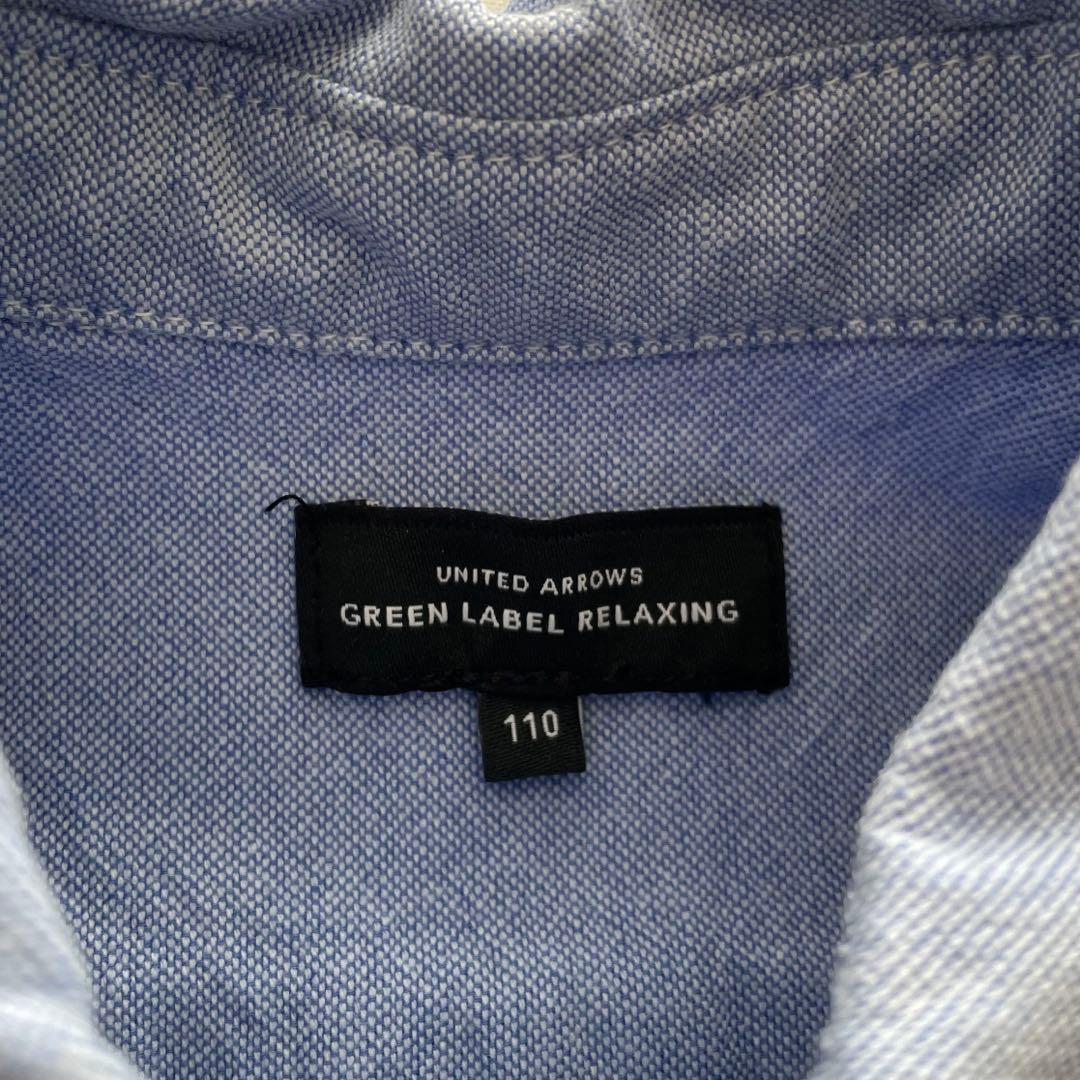 UNITED ARROWS
GREEN LABEL RELAXING
110